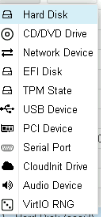 Hard Disk
CD/DVD Drive
Network Device
EFI Disk
TPM State
USB Device
PCI Device
Serial Port
CloudInit Drive
Audio Device
VirtIO RNG